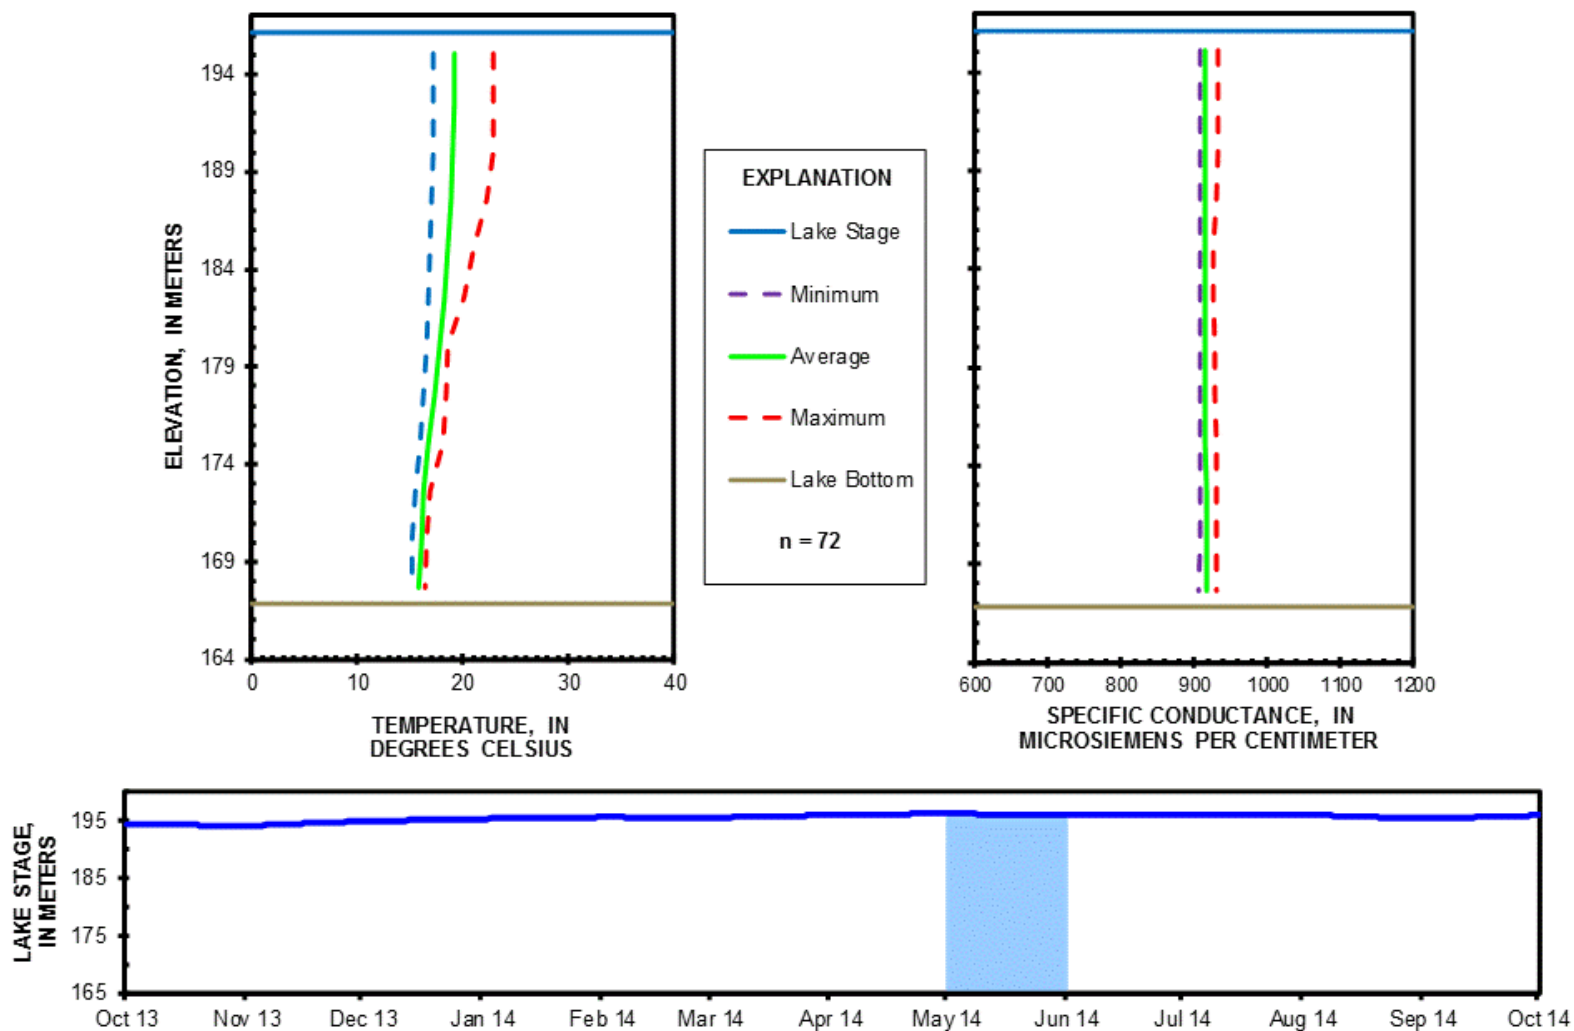 194
189
184
179
174
169
164
ELEVATION, IN METERS
0 10 20 30 40
TEMPERATURE, IN
DEGREES CELSIUS
EXPLANATION
Lake Stage
Minimum
Average
Maximum
Lake Bottom
n = 72
600 700 800 900 1000 1100 1200
SPECIFIC CONDUCTANCE, IN
MICROSIEMENS PER CENTIMETER
LAKE STAGE,
IN METERS
195
185
175
165
Oct 13 Nov 13 Dec 13 Jan 14 Feb 14 Mar 14 Apr 14 May 14 Jun 14 Jul 14 Aug 14 Sep 14 Oct 14